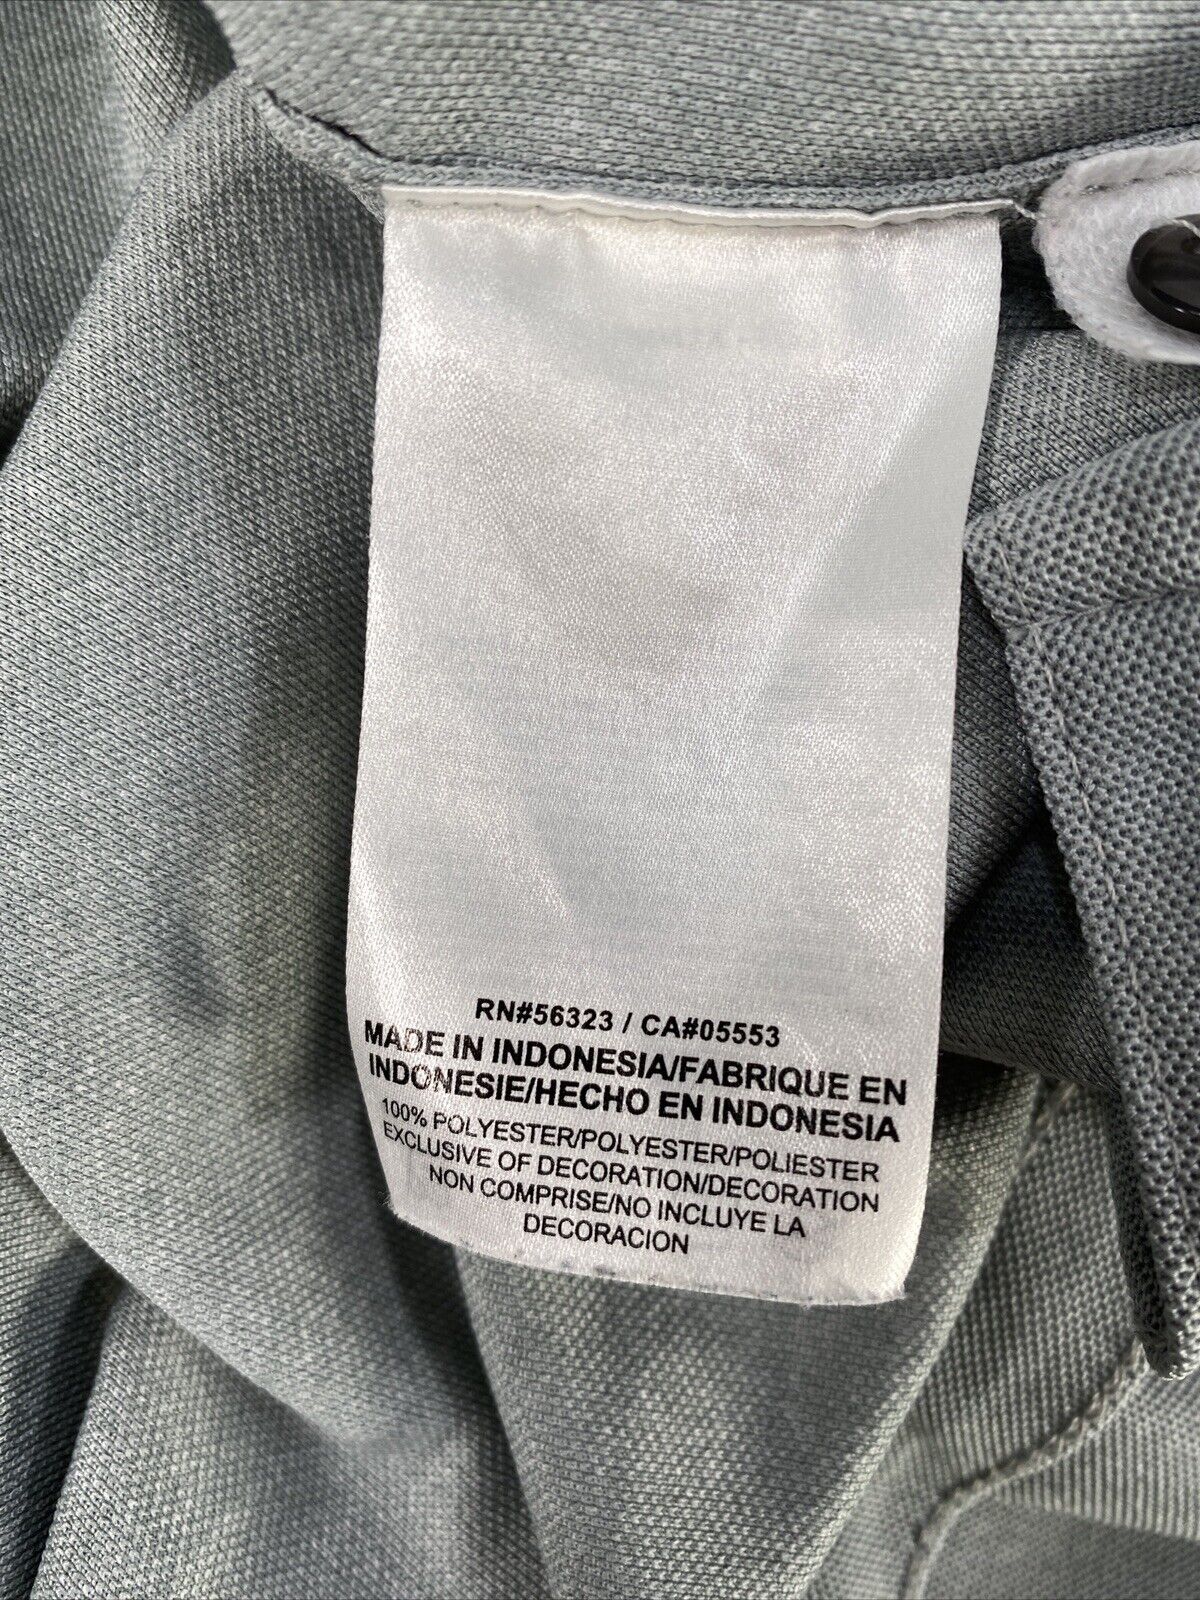 RN#56323 / CA#05553
MADE IN INDONESIA/FABRIQUE EN
INDONESIE/HECHO EN INDONESIA
100% POLYESTER/POLYESTER/POLIESTER
EXCLUSIVE OF DECORATION/DECORATION
NON COMPRISE/NO INCLUYE LA
DECORACION